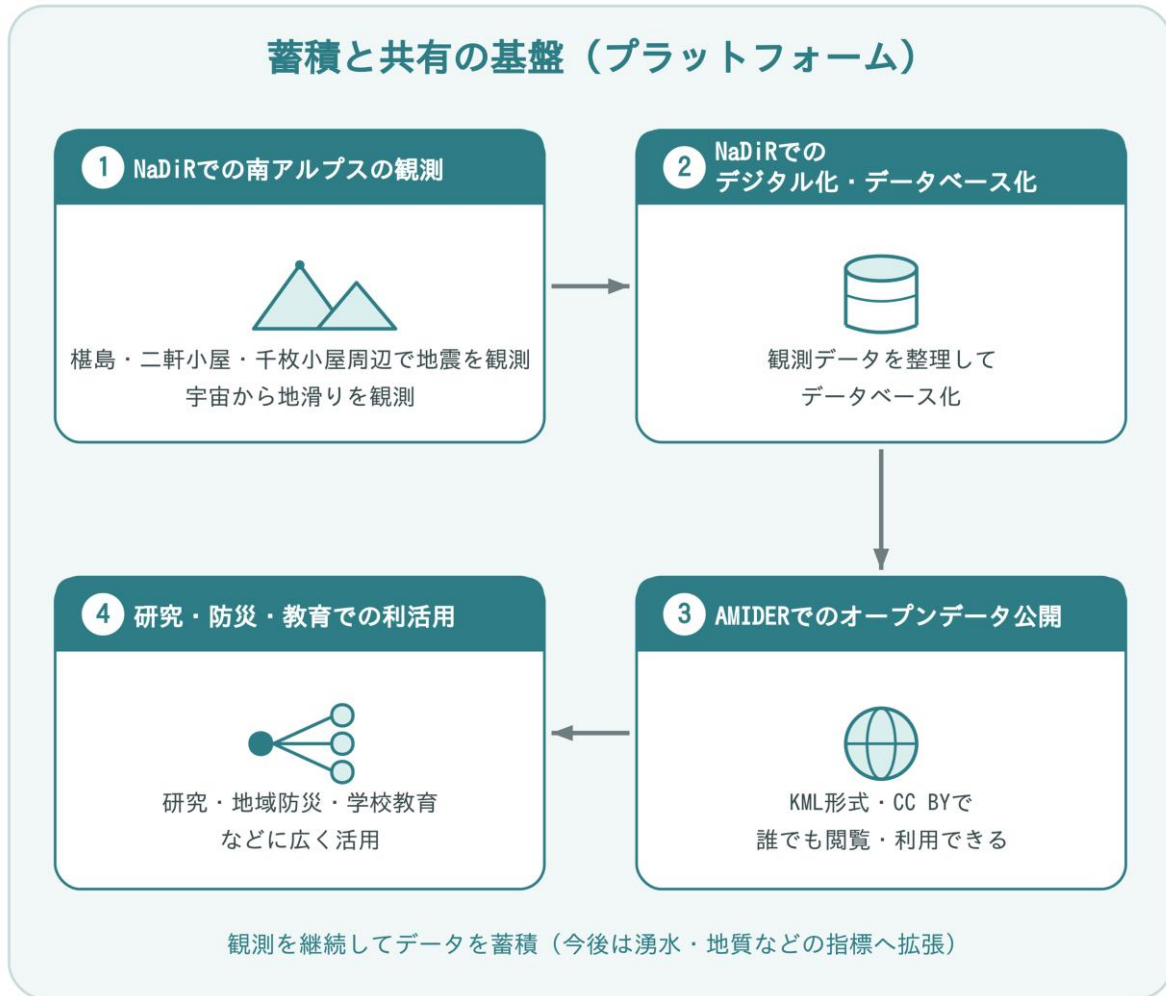 蓄積と共有の基盤（プラットフォーム）
1 NaDiRでの南アルプスの観測
椹島・二軒小屋・千枚小屋周辺で地震を観測
宇宙から地滑りを観測
2 NaDiRでの
デジタル化・データベース化
観測データを整理して
データベース化
3 AMIDERでのオープンデータ公開
KML形式・CC BYで
誰でも閲覧・利用できる
4 研究・防災・教育での利活用
研究・地域防災・学校教育
などに広く活用
観測を継続してデータを蓄積（今後は湧水・地質などの指標へ拡張）